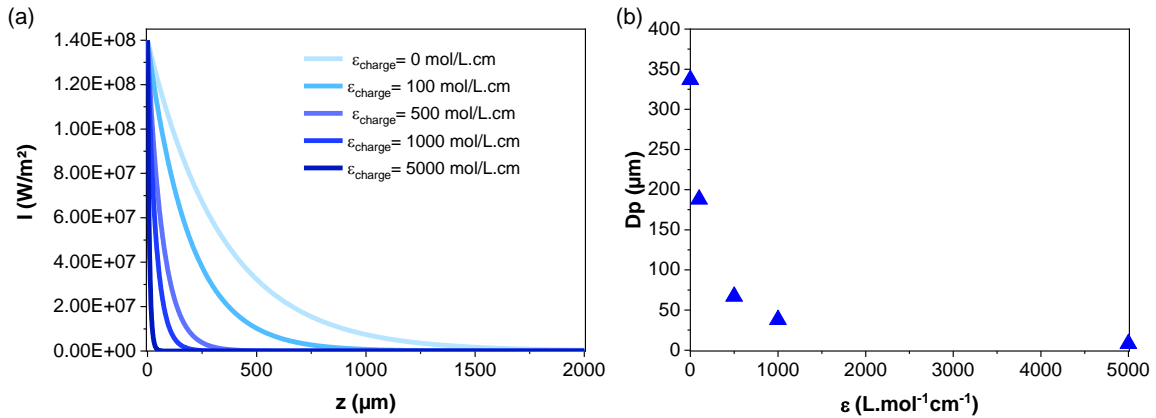 (a)
1.40E+08
1.20E+08
1.00E+08
8.00E+07
6.00E+07
4.00E+07
2.00E+07
0.00E+00
I (W/m²)
0 500 1000 1500 2000
z (µm)
εcharge= 0 mol/L.cm
εcharge= 100 mol/L.cm
εcharge= 500 mol/L.cm
εcharge= 1000 mol/L.cm
εcharge= 5000 mol/L.cm
(b)
400
350
300
250
200
150
100
50
0
Dp (µm)
0 1000 2000 3000 4000 5000
ε (L.mol⁻¹cm⁻¹)